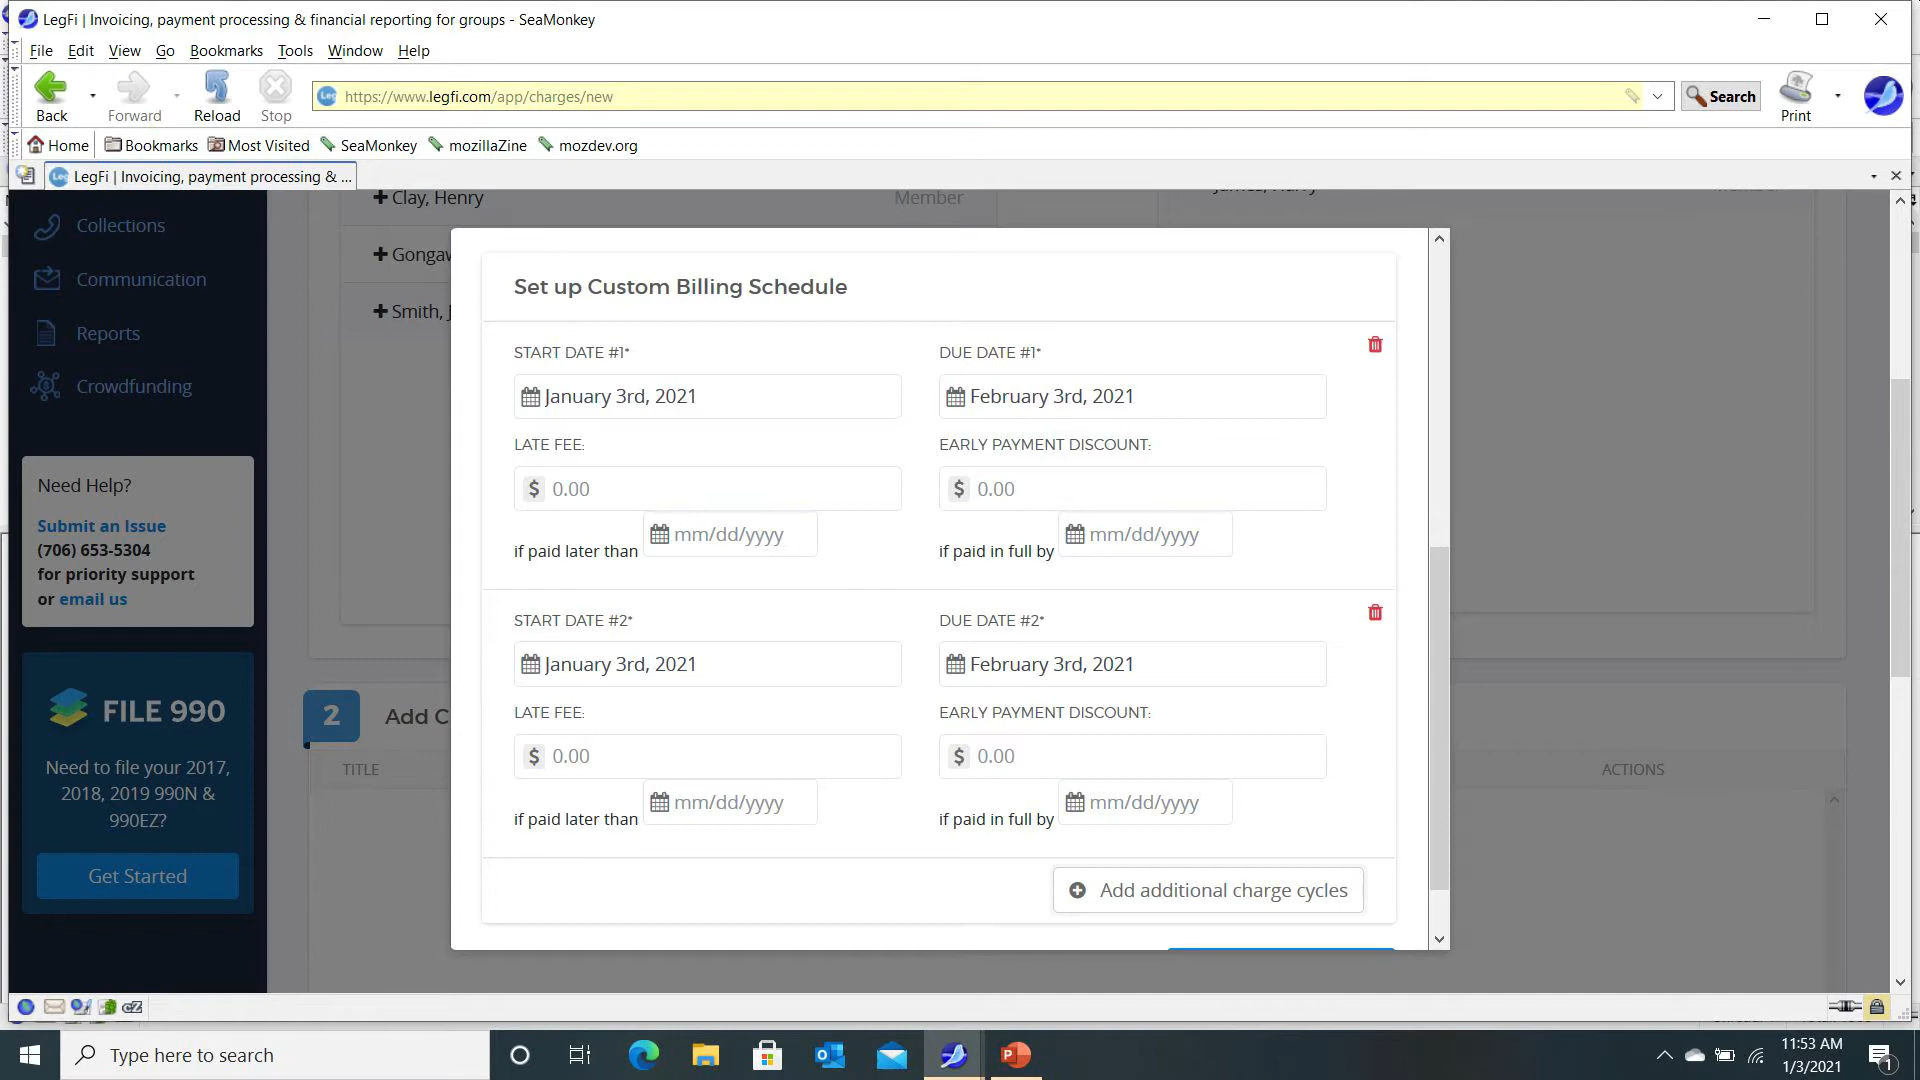 LegFi | Invoicing, payment processing & financial reporting for groups - SeaMonkey
File Edit View Go Bookmarks Tools Window Help
Back Forward Reload Stop
https://www.legfi.com/app/charges/new
Search
Print
Home Bookmarks Most Visited SeaMonkey mozillaZine mozdev.org
LegFi | Invoicing, payment processing & ...
Collections
Communication
Reports
Crowdfunding
Need Help?
Submit an Issue
(706) 653-5304
for priority support
or email us
FILE 990
Need to file your 2017,
2018, 2019 990N &
990EZ?
Get Started
Clay, Henry Member
Smith,
2 Add C
TITLE ACTIONS
Set up Custom Billing Schedule
START DATE #1* DUE DATE #1*
January 3rd, 2021 February 3rd, 2021
LATE FEE: EARLY PAYMENT DISCOUNT:
$ 0.00 $ 0.00
if paid later than mm/dd/yyyy if paid in full by mm/dd/yyyy
START DATE #2* DUE DATE #2*
January 3rd, 2021 February 3rd, 2021
LATE FEE: EARLY PAYMENT DISCOUNT:
$ 0.00 $ 0.00
if paid later than mm/dd/yyyy if paid in full by mm/dd/yyyy
Add additional charge cycles
Type here to search
11:53 AM
1/3/2021
1